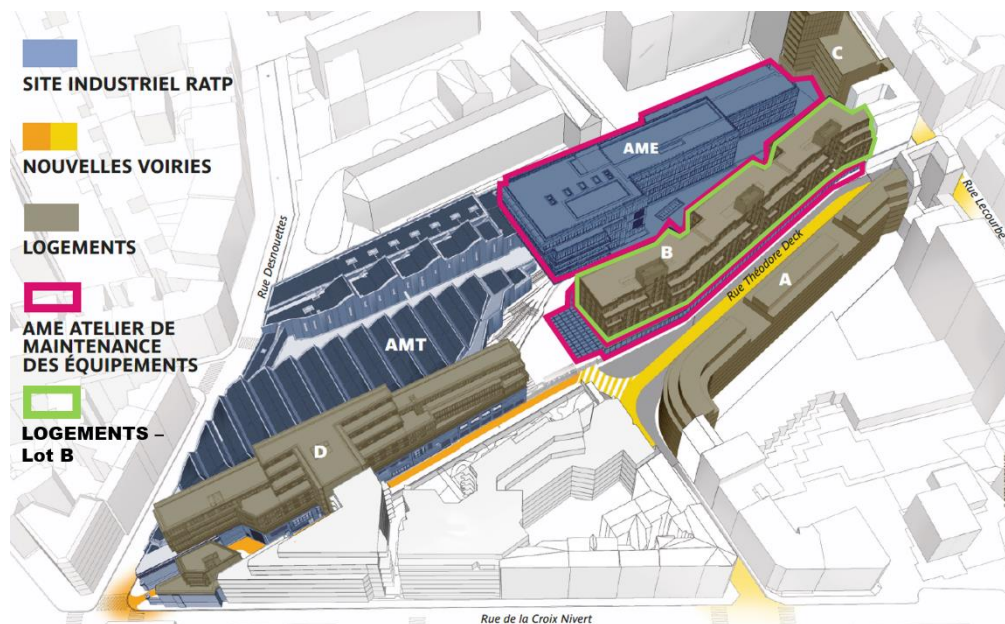 SITE INDUSTRIEL RATP
NOUVELLES VOIRIES
LOGEMENTS
AME ATELIER DE
MAINTENANCE
DES ÉQUIPEMENTS
LOGEMENTS –
Lot B
C
AME
Rue Lecourbe
Rue Desnouettes
B
Rue Théodore Deck
A
AMT
D
Rue de la Croix Nivert